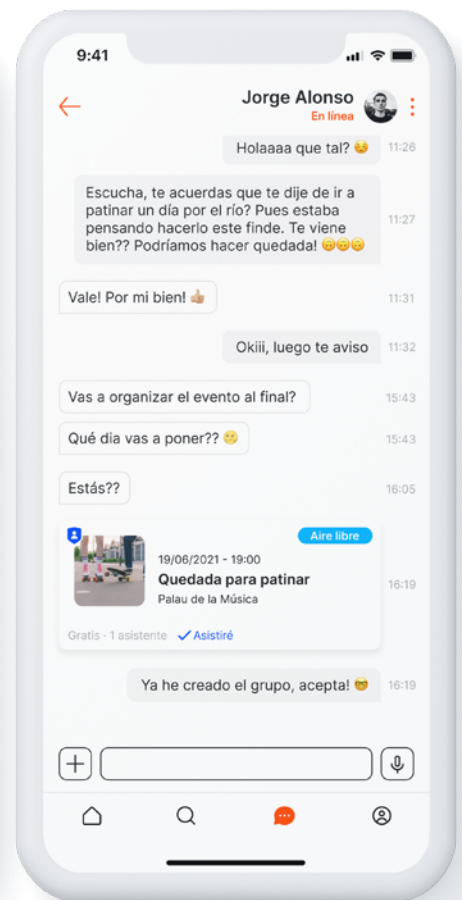 9:41
Jorge Alonso
En línea
Holaaaa que tal? 😚 11:26
Escucha, te acuerdas que te dije de ir a
patinar un día por el río? Pues estaba
pensando hacerlo este finde. Te viene
bien?? Podríamos hacer quedada! 🙃🙃🙃
11:27
Vale! Por mi bien! 👍🏼 11:31
Okiii, luego te aviso 11:32
Vas a organizar el evento al final? 15:43
Qué dia vas a poner?? 🤭 15:43
Estás?? 16:05
Aire libre
19/06/2021 - 19:00
Quedada para patinar
Palau de la Música
16:19
Gratis · 1 asistente ✓ Asistiré
Ya he creado el grupo, acepta! 🤓 16:19